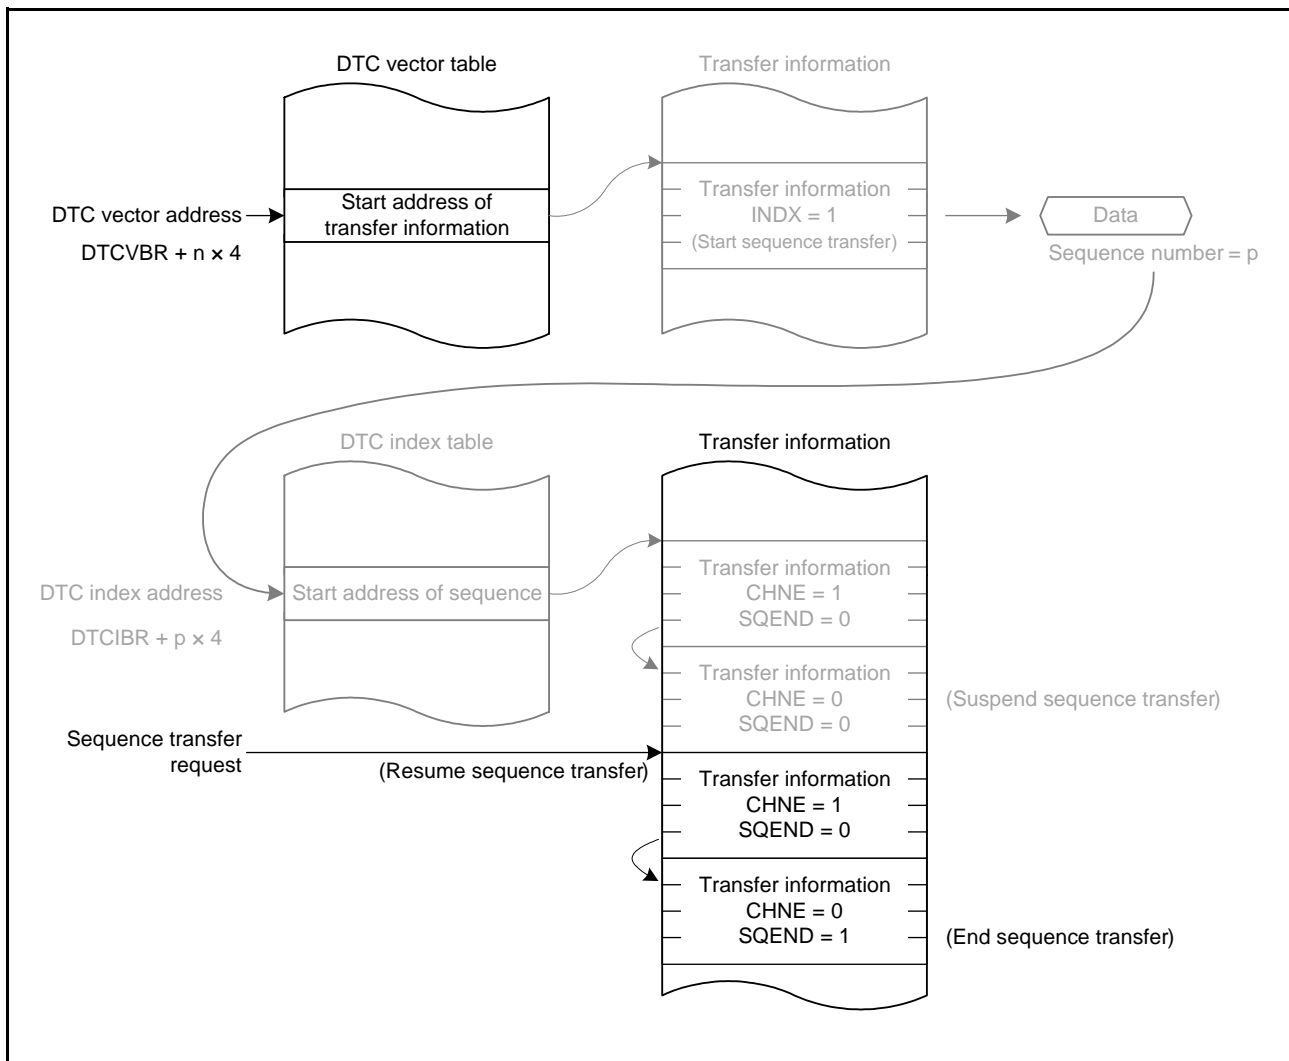 DTC vector table
Transfer information
Start address of
transfer information
DTC vector address
DTCVBR + n × 4
Transfer information
INDX = 1
(Start sequence transfer)
Data
Sequence number = p
DTC index table
Transfer information
DTC index address
DTCIBR + p × 4
Start address of sequence
Transfer information
CHNE = 1
SQEND = 0
Transfer information
CHNE = 0
SQEND = 0
(Suspend sequence transfer)
Sequence transfer
request
(Resume sequence transfer)
Transfer information
CHNE = 1
SQEND = 0
Transfer information
CHNE = 0
SQEND = 1
(End sequence transfer)